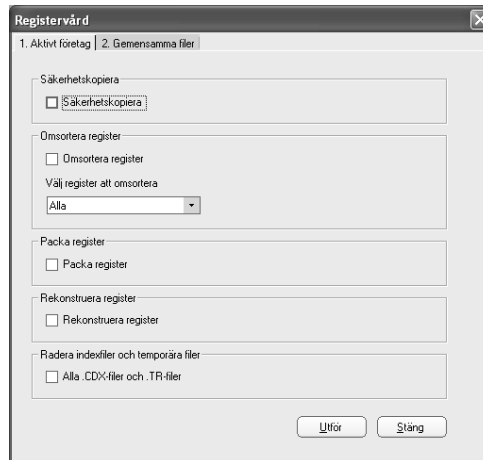 Registervård
1. Aktivt företag 2. Gemensamma filer
Säkerhetskopiera
Säkerhetskopiera
Omsortera register
Omsortera register
Välj register att omsortera
Alla
Packa register
Packa register
Rekonstruera register
Rekonstruera register
Radera indexfiler och temporära filer
Alla .CDX-filer och .TR-filer
Utför Stäng